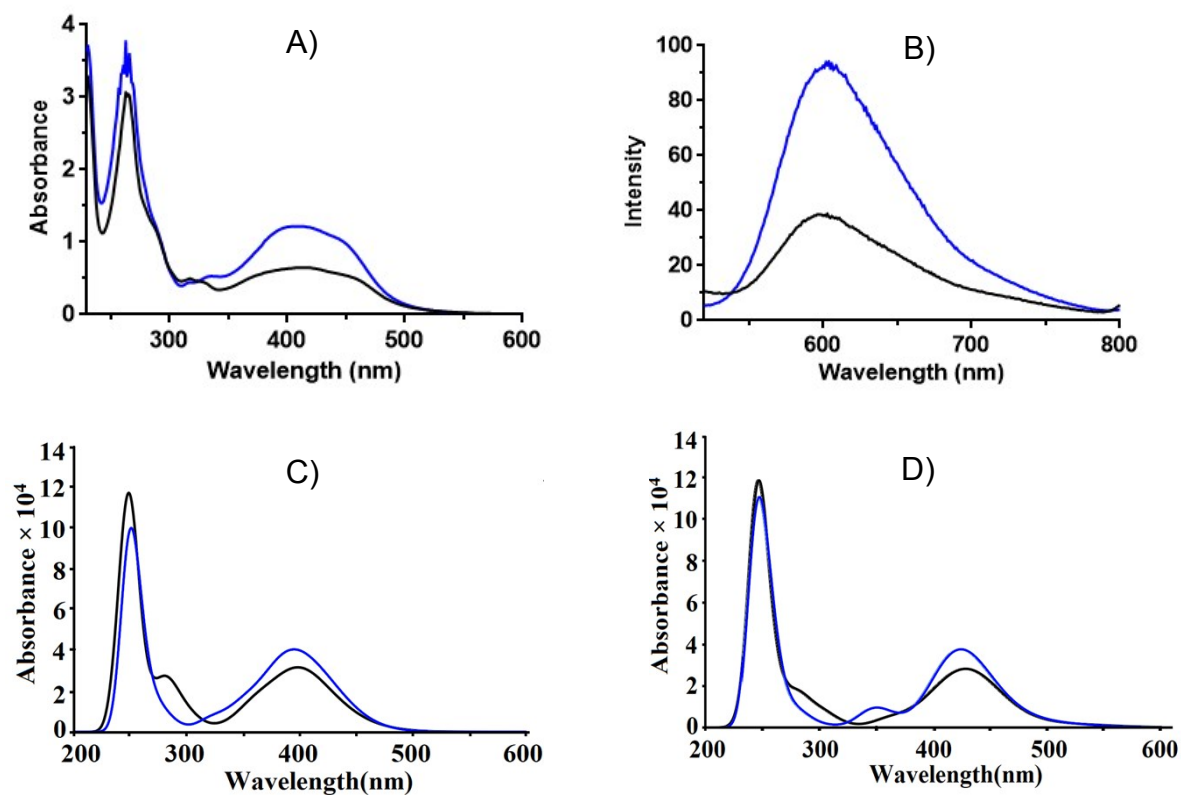 A)
Absorbance
4
3
2
1
0
300 400 500 600
Wavelength (nm)
B)
Intensity
100
80
60
40
20
0
600 700 800
Wavelength (nm)
C)
Absorbance × 10⁴
14
12
10
8
6
4
2
0
200 300 400 500 600
Wavelength(nm)
D)
Absorbance × 10⁴
14
12
10
8
6
4
2
0
200 300 400 500 600
Wavelength(nm)